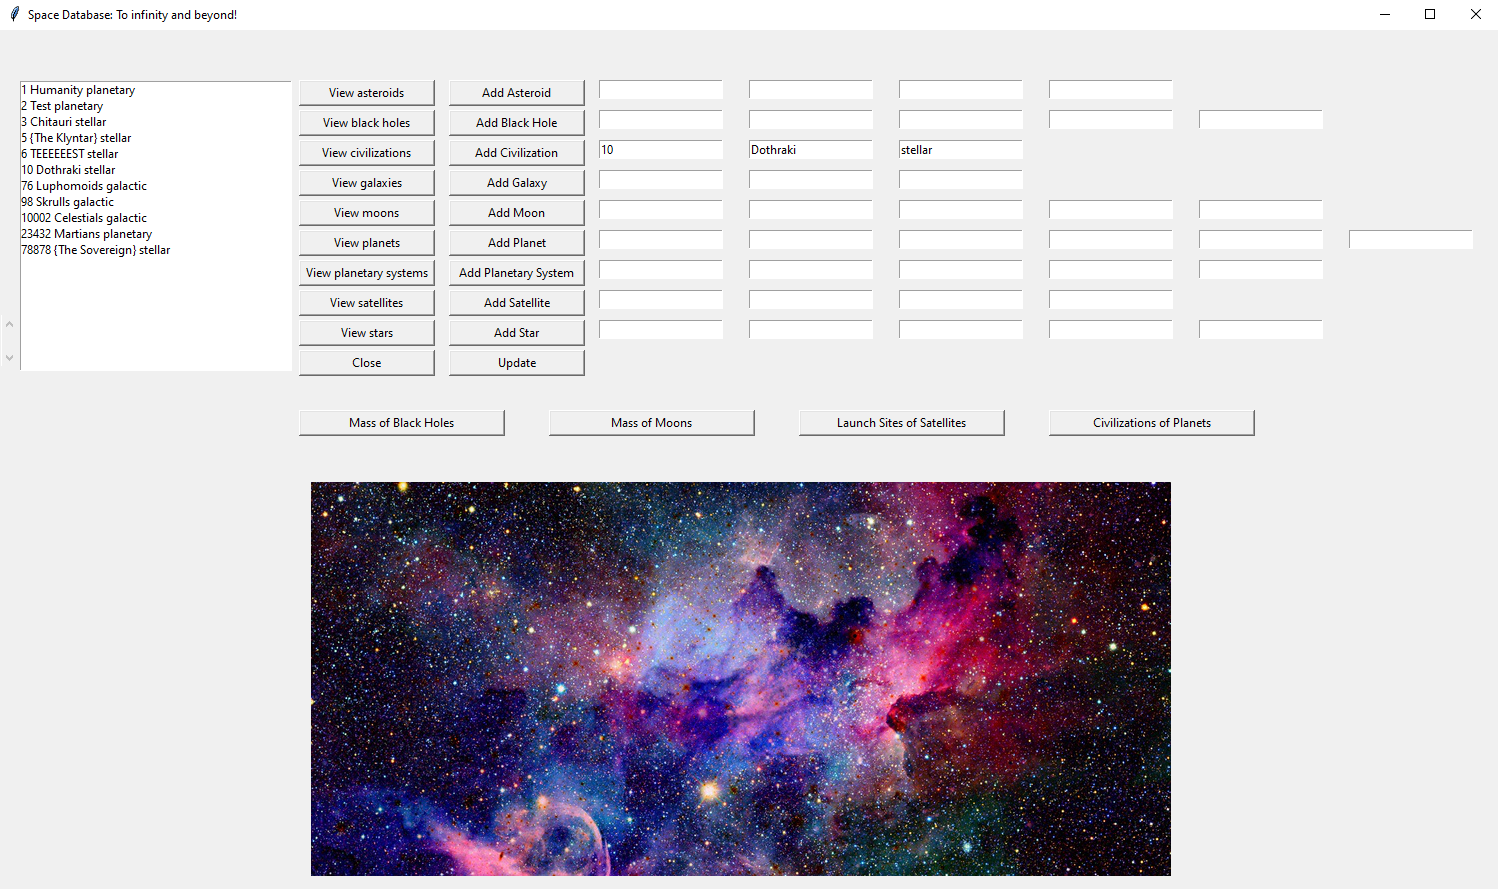 Space Database: To infinity and beyond!
1 Humanity planetary
2 Test planetary
3 Chitauri stellar
5 {The Klyntar} stellar
6 TEEEEEEST stellar
10 Dothraki stellar
76 Luphomoids galactic
98 Skrulls galactic
10002 Celestials galactic
23432 Martians planetary
78878 {The Sovereign} stellar
View asteroids Add Asteroid
View black holes Add Black Hole
View civilizations Add Civilization 10 Dothraki stellar
View galaxies Add Galaxy
View moons Add Moon
View planets Add Planet
View planetary systems Add Planetary System
View satellites Add Satellite
View stars Add Star
Close Update
Mass of Black Holes Mass of Moons Launch Sites of Satellites Civilizations of Planets